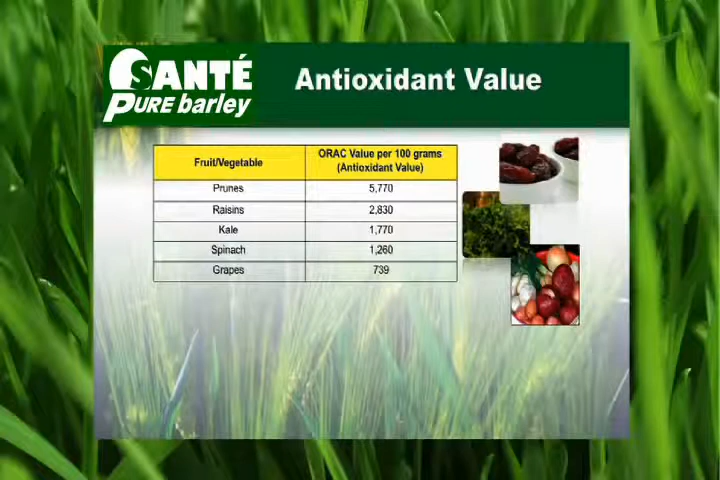 SANTÉ
PURE barley
Antioxidant Value
Fruit/Vegetable
ORAC Value per 100 grams
(Antioxidant Value)
Prunes 5,770
Raisins 2,830
Kale 1,770
Spinach 1,260
Grapes 739